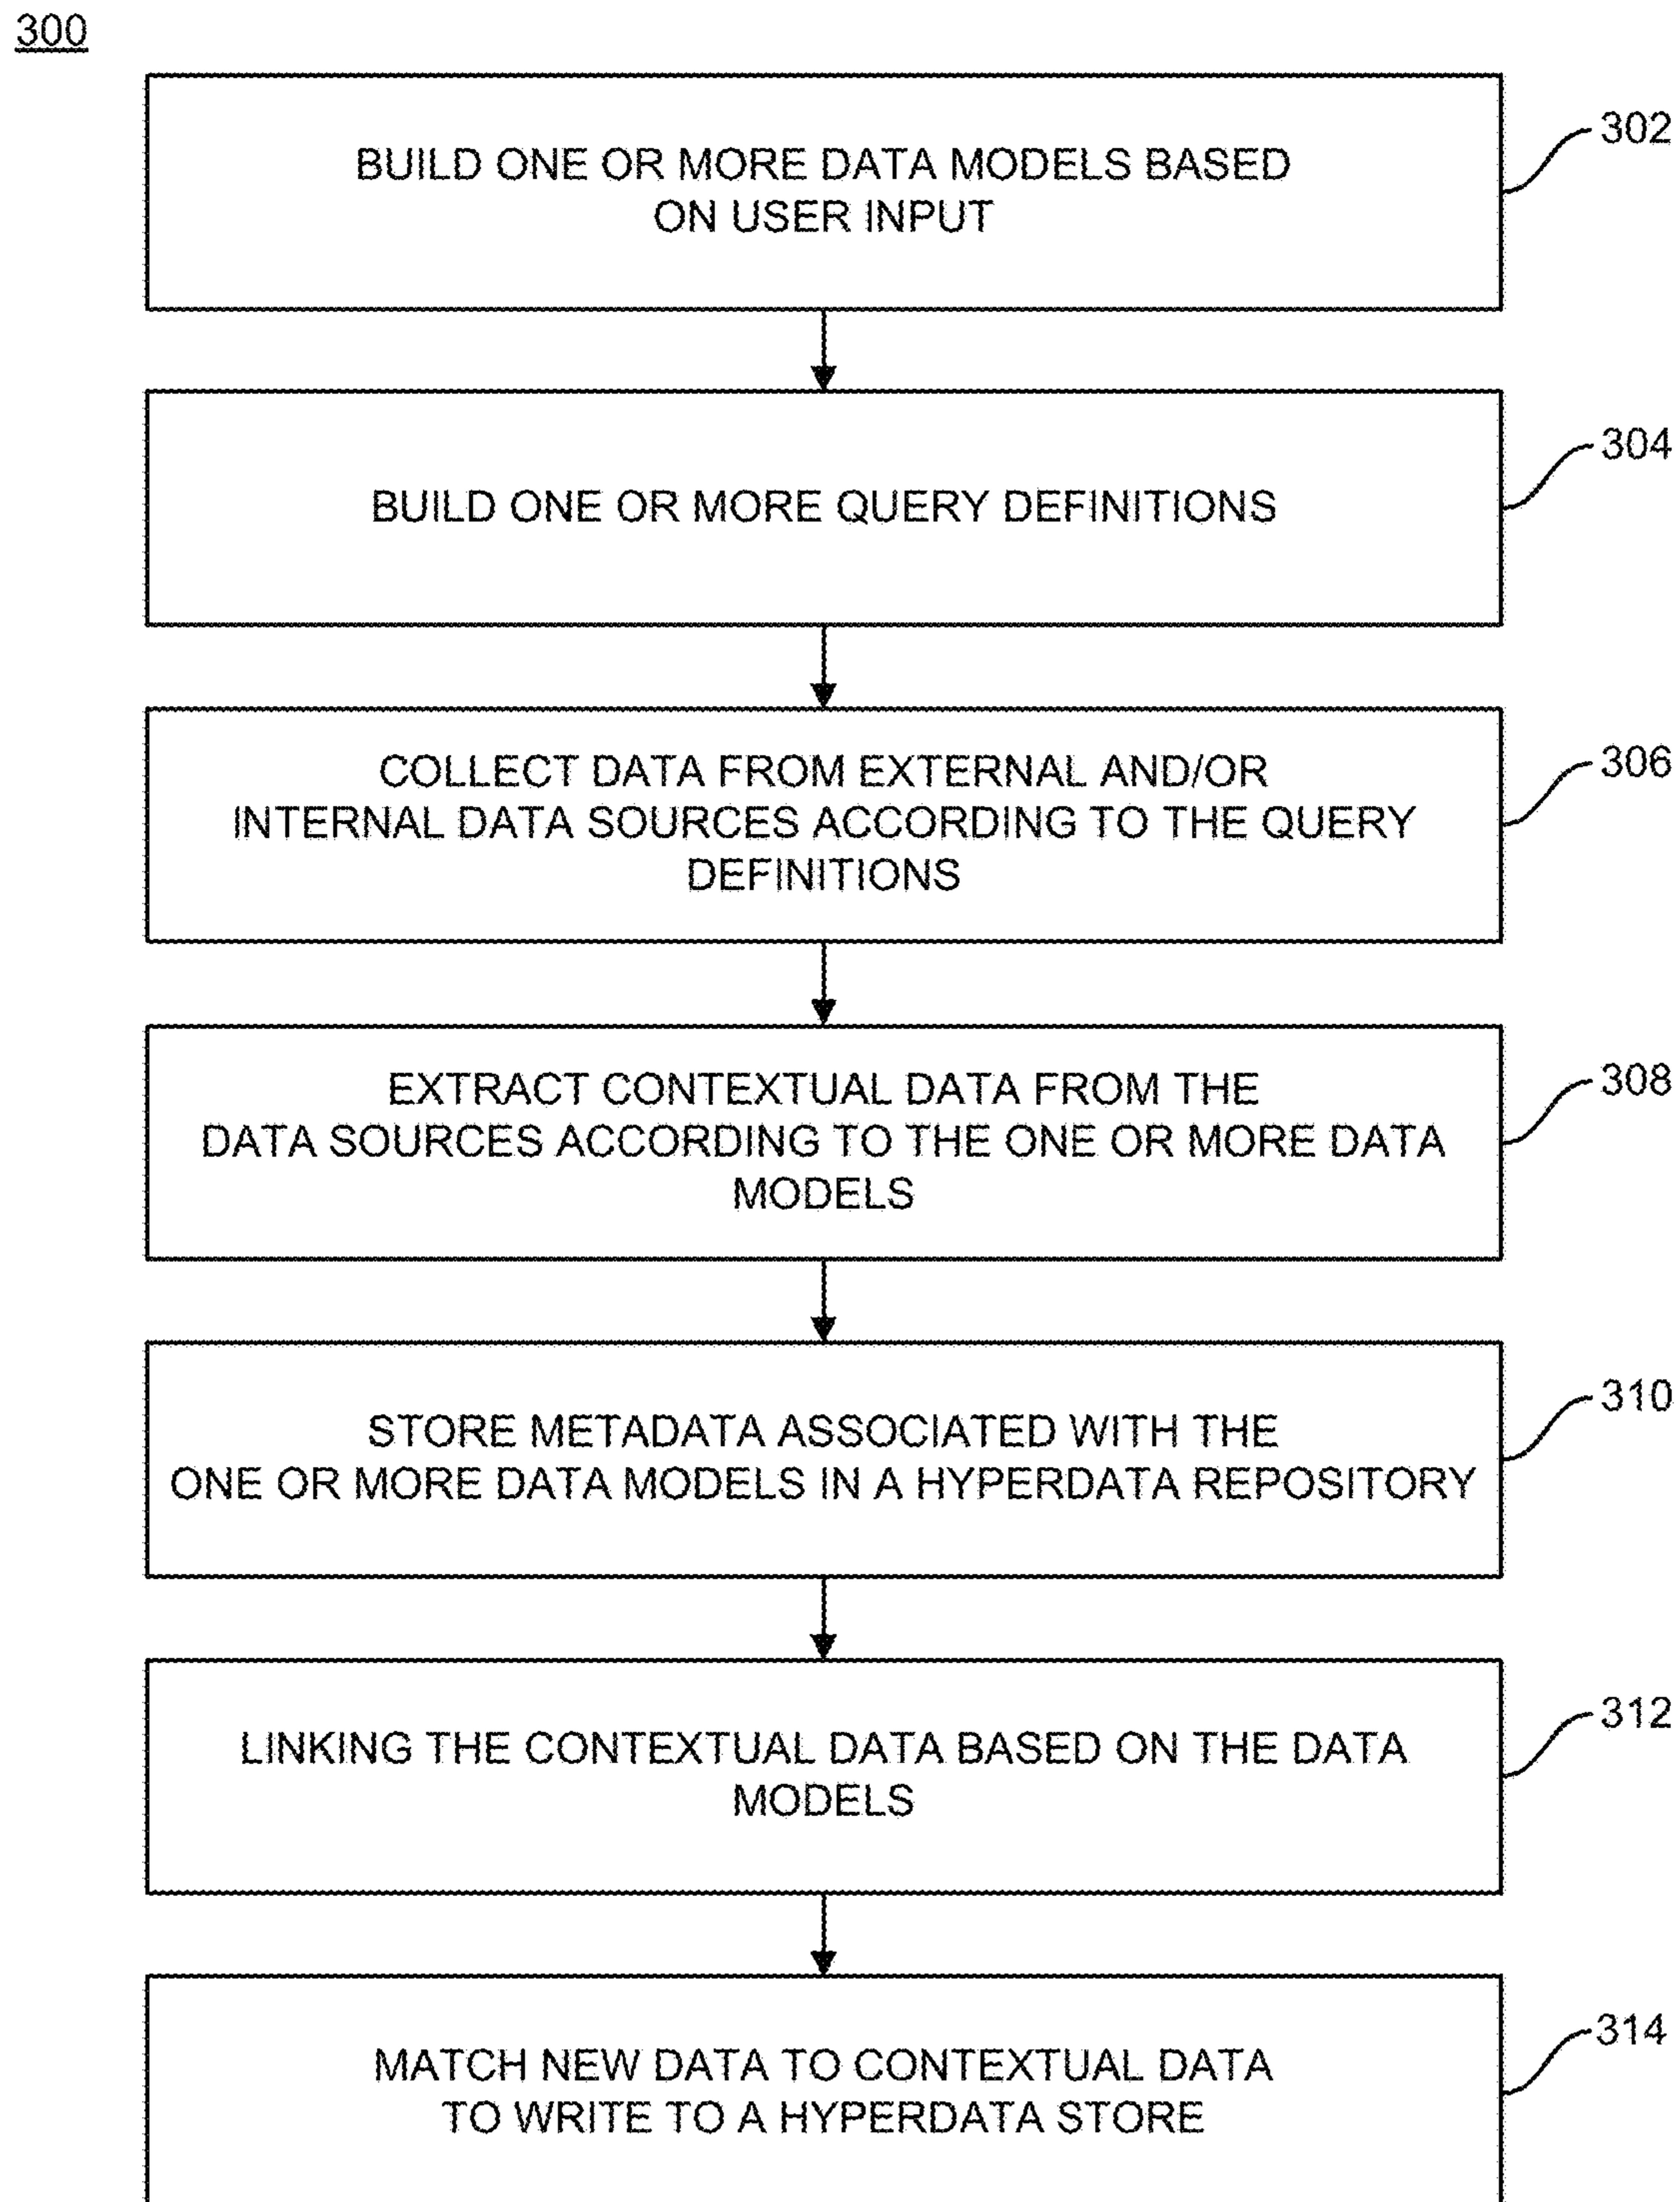 300
BUILD ONE OR MORE DATA MODELS BASED
ON USER INPUT
302
BUILD ONE OR MORE QUERY DEFINITIONS
304
COLLECT DATA FROM EXTERNAL AND/OR
INTERNAL DATA SOURCES ACCORDING TO THE QUERY
DEFINITIONS
306
EXTRACT CONTEXTUAL DATA FROM THE
DATA SOURCES ACCORDING TO THE ONE OR MORE DATA
MODELS
308
STORE METADATA ASSOCIATED WITH THE
ONE OR MORE DATA MODELS IN A HYPERDATA REPOSITORY
310
LINKING THE CONTEXTUAL DATA BASED ON THE DATA
MODELS
312
MATCH NEW DATA TO CONTEXTUAL DATA
TO WRITE TO A HYPERDATA STORE
314